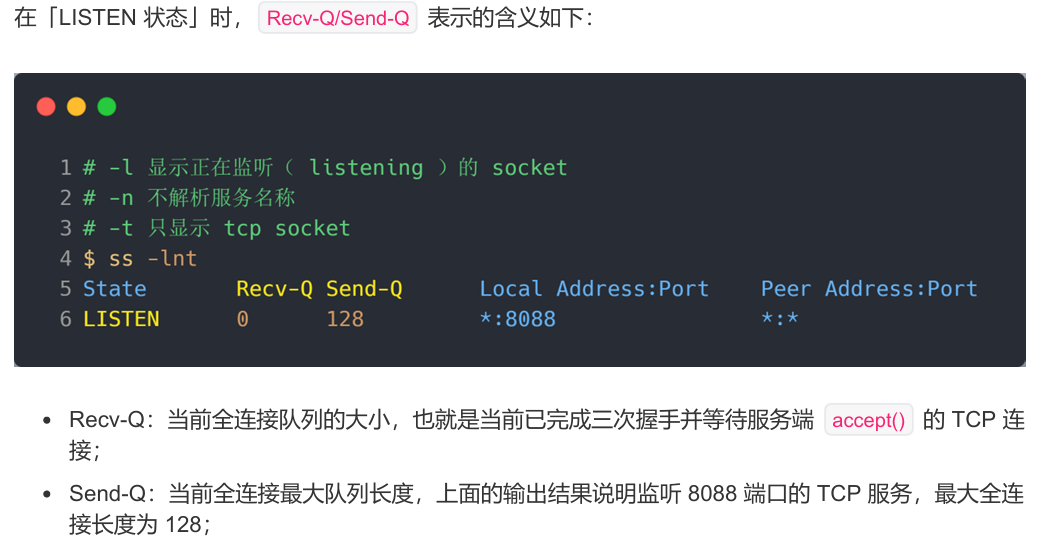 在「LISTEN 状态」时， Recv-Q/Send-Q 表示的含义如下：
1 # -l 显示正在监听（ listening ）的 socket
2 # -n 不解析服务名称
3 # -t 只显示 tcp socket
4 $ ss -lnt
5 State Recv-Q Send-Q Local Address:Port Peer Address:Port
6 LISTEN 0 128 *:8088 *:*
• Recv-Q：当前全连接队列的大小，也就是当前已完成三次握手并等待服务端 accept() 的 TCP 连
接；
• Send-Q：当前全连接最大队列长度，上面的输出结果说明监听 8088 端口的 TCP 服务，最大全连
接长度为 128；